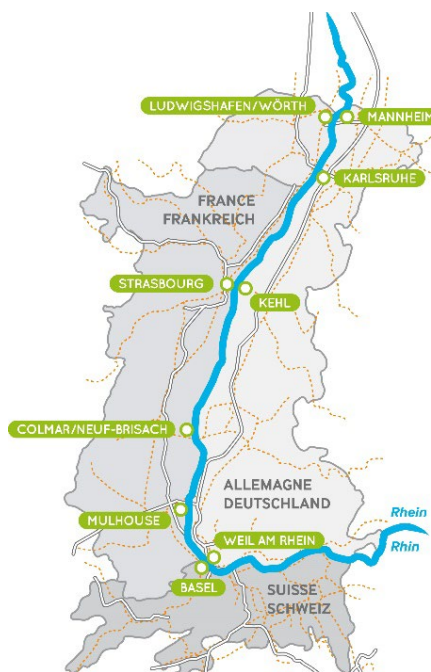 LUDWIGSHAFEN/WÖRTH
MANNHEIM
KARLSRUHE
FRANCE
FRANKREICH
STRASBOURG
KEHL
COLMAR/NEUF-BRISACH
ALLEMAGNE
DEUTSCHLAND
MULHOUSE
Rhein
Rhin
WEIL AM RHEIN
BASEL
SUISSE
SCHWEIZ